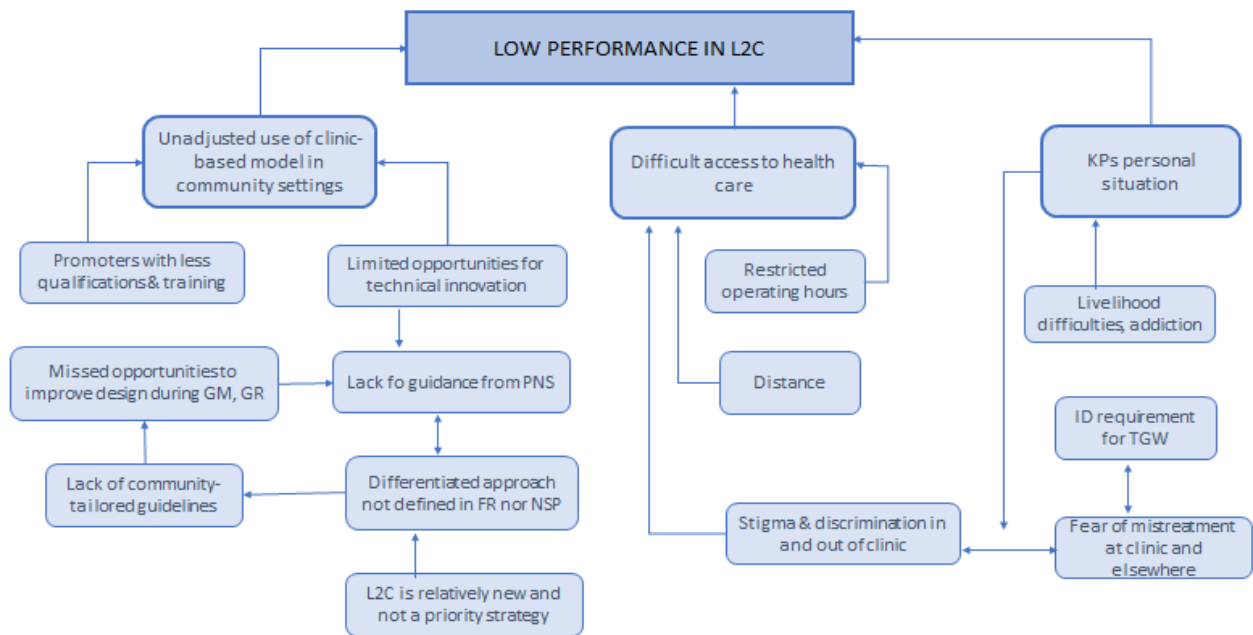 LOW PERFORMANCE IN L2C
Unadjusted use of clinic-
based model in
community settings
Difficult access to health
care
KPs personal
situation
Promoters with less
qualifications & training
Limited opportunities for
technical innovation
Restricted
operating hours
Livelihood
difficulties, addiction
Missed opportunities to
improve design during GM, GR
Lack fo guidance from PNS
Distance
ID requirement
for TGW
Lack of community-
tailored guidelines
Differentiated approach
not defined in FR nor NSP
Stigma & discrimination in
and out of clinic
Fear of mistreatment
at clinic and
elsewhere
L2C is relatively new and
not a priority strategy